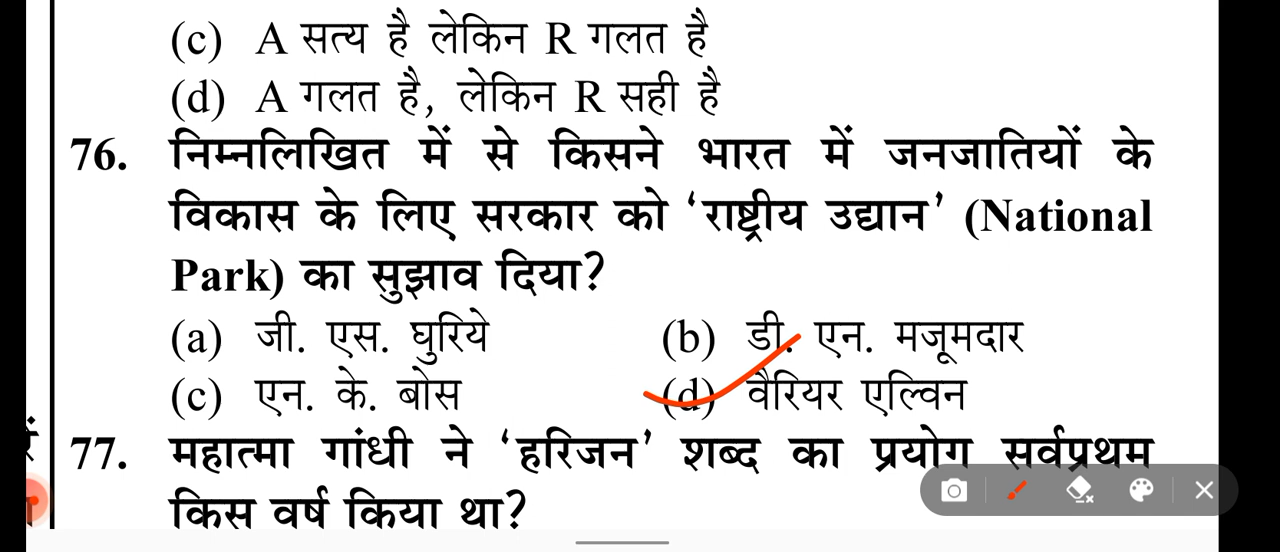 (c) A सत्य है लेकिन R गलत है
(d) A गलत है, लेकिन R सही है
76. निम्नलिखित में से किसने भारत में जनजातियों के
विकास के लिए सरकार को ‘राष्ट्रीय उद्यान’ (National
Park) का सुझाव दिया?
(a) जी. एस. घुरिये (b) डी. एन. मजूमदार
(c) एन. के. बोस (d) वैरियर एल्विन
77. महात्मा गांधी ने ‘हरिजन’ शब्द का प्रयोग सर्वप्रथम
किस वर्ष किया था?